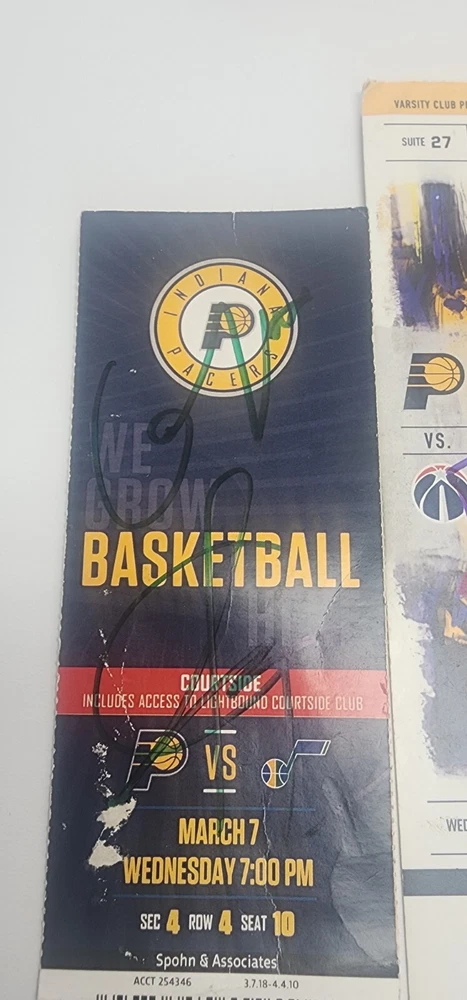 INDIANA
PACERS
WE
GROW
BASKETBALL
COURTSIDE
INCLUDES ACCESS TO LIGHTBOUND COURTSIDE CLUB
VS
MARCH 7
WEDNESDAY 7:00 PM
SEC 4 ROW 4 SEAT 10
Spohn & Associates
ACCT 254346 3.7.18-4.4.10
VARSITY CLUB
SUITE 27
VS.
WED